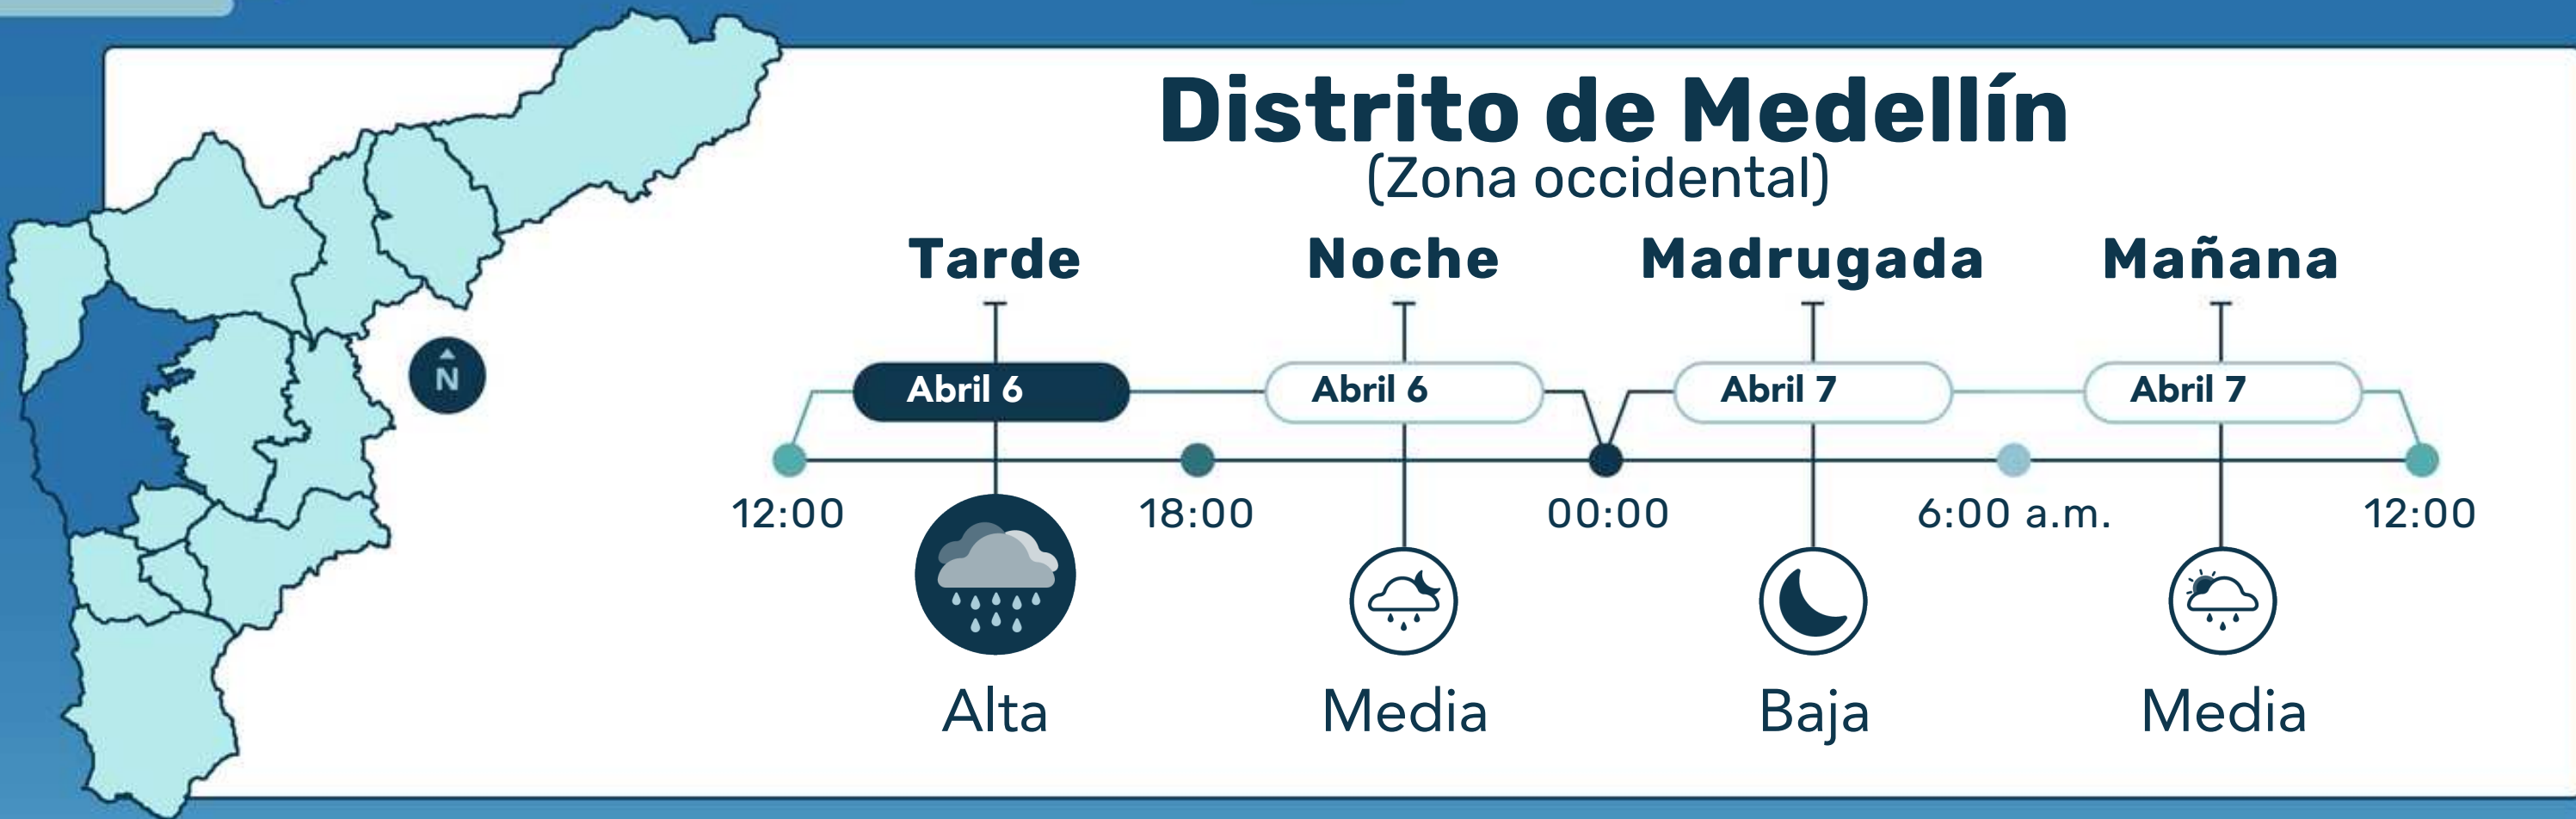 Distrito de Medellín
(Zona occidental)
Tarde Noche Madrugada Mañana
Abril 6 Abril 6 Abril 7 Abril 7
N
12:00 18:00 00:00 6:00 a.m. 12:00
Alta Media Baja Media